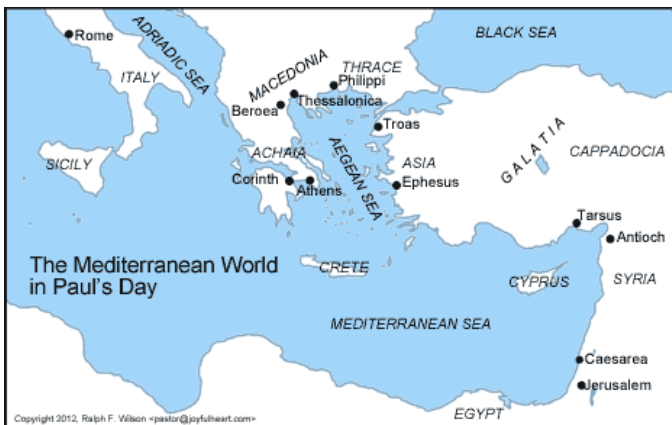 BLACK SEA
Rome
ADRIADIC SEA
ITALY
MACEDONIA
THRACE
Philippi
Thessalonica
Beroea
Troas
GALATIA
CAPPADOCIA
SICILY
ACHAIA
AEGEAN SEA
ASIA
Corinth
Athens
Ephesus
Tarsus
Antioch
The Mediterranean World
in Paul's Day
CRETE
CYPRUS
SYRIA
MEDITERRANEAN SEA
Caesarea
Jerusalem
EGYPT
Copyright 2012, Ralph F. Wilson <pastor@joyfulheart.com>